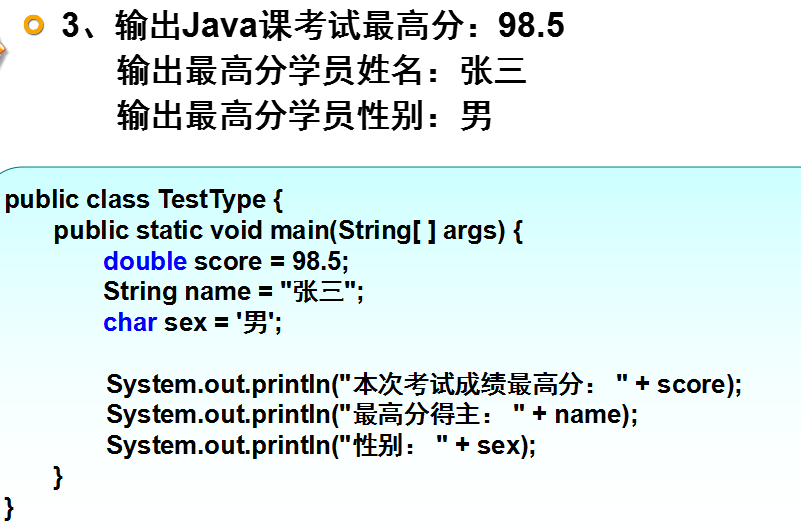 3、输出Java课考试最高分：98.5
输出最高分学员姓名：张三
输出最高分学员性别：男
public class TestType {
public static void main(String[ ] args) {
double score = 98.5;
String name = "张三";
char sex = '男';
System.out.println("本次考试成绩最高分： " + score);
System.out.println("最高分得主： " + name);
System.out.println("性别： " + sex);
}
}